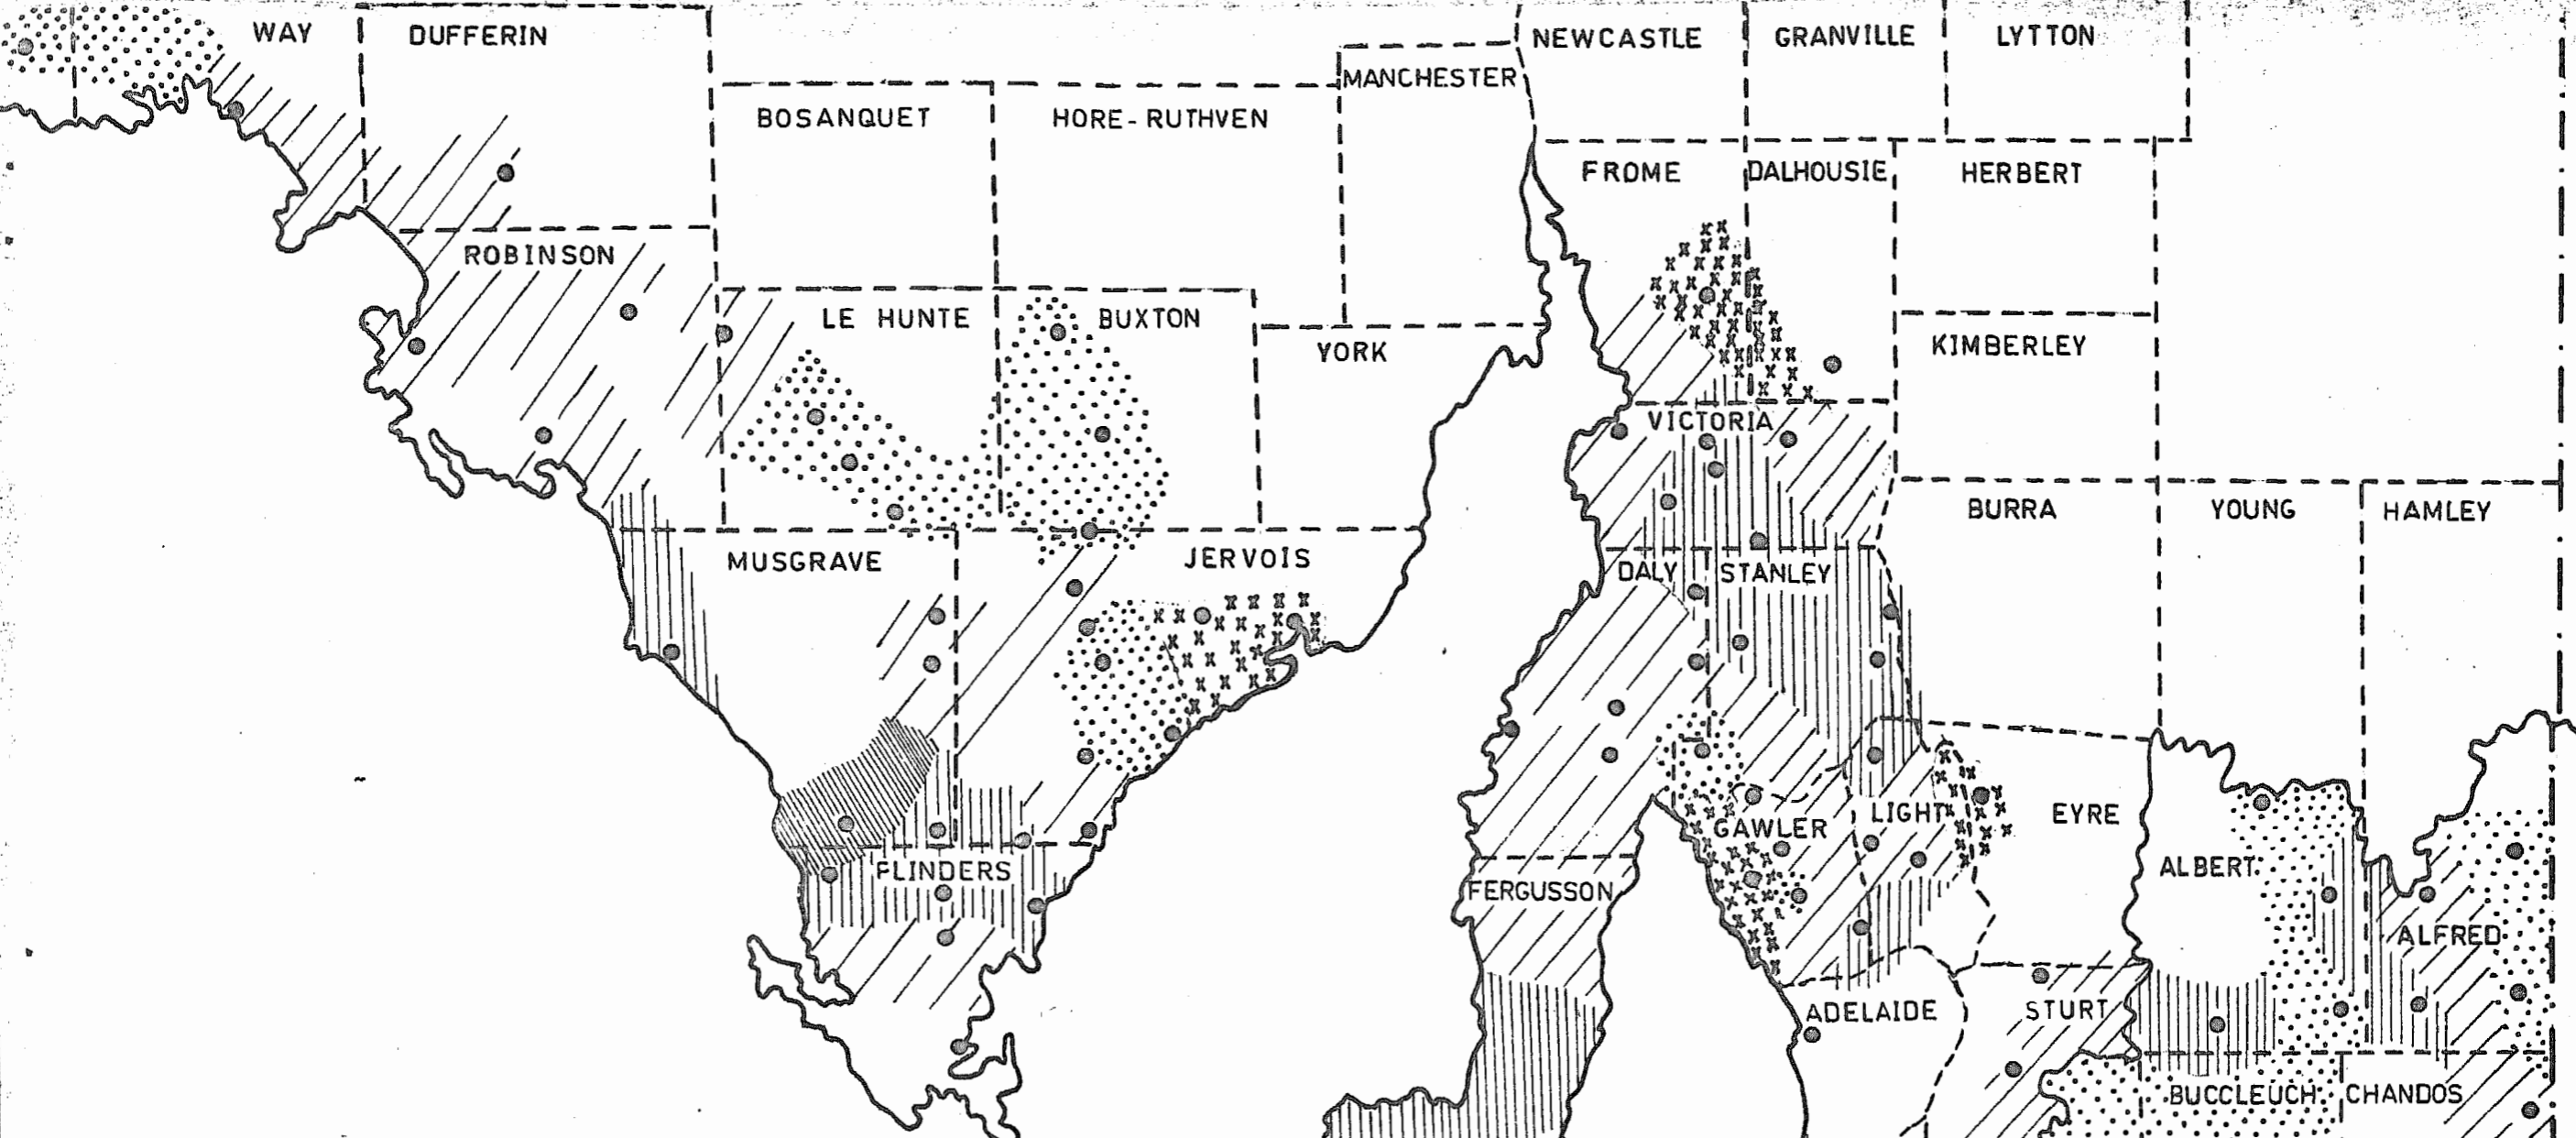 WAY
DUFFERIN
NEWCASTLE
GRANVILLE
LYTTON
MANCHESTER
BOSANQUET
HORE-RUTHVEN
FROME
DALHOUSIE
HERBERT
ROBINSON
LE HUNTE
BUXTON
YORK
KIMBERLEY
VICTORIA
BURRA
YOUNG
HAMLEY
MUSGRAVE
JERVOIS
DALY
STANLEY
LIGHT
EYRE
GAWLER
ALBERT
FLINDERS
FERGUSSON
ALFRED
ADELAIDE
STURT
BUCCLEUCH
CHANDOS